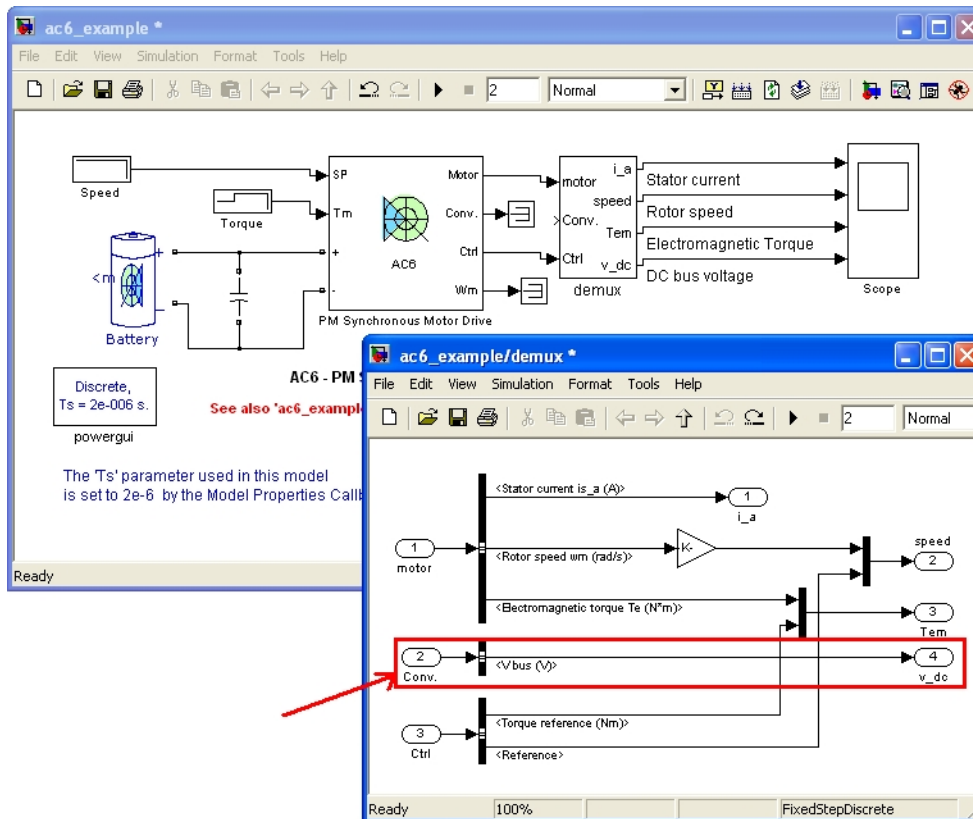 ac6_example *
File Edit View Simulation Format Tools Help
2 Normal
Speed
Torque
<m
+
-
Battery
SP
Tm
+
-
Motor
Conv.
Ctrl
Wm
AC6
PM Synchronous Motor Drive
motor
Conv.
Ctrl
i_a
speed
Tem
v_dc
demux
Stator current
Rotor speed
Electromagnetic Torque
DC bus voltage
Scope
Discrete,
Ts = 2e-006 s.
powergui
AC6 - PM S
See also 'ac6_example
The 'Ts' parameter used in this model
is set to 2e-6 by the Model Properties Callb
Ready
ac6_example/demux *
File Edit View Simulation Format Tools Help
2 Normal
1
motor
<Stator current is_a (A)>
1
i_a
<Rotor speed wm (rad/s)>
K-
speed
2
<Electromagnetic torque Te (N*m)>
3
Tem
2
Conv.
<Vbus (V)>
4
v_dc
3
Ctrl
<Torque reference (Nm)>
<Reference>
Ready 100% FixedStepDiscrete